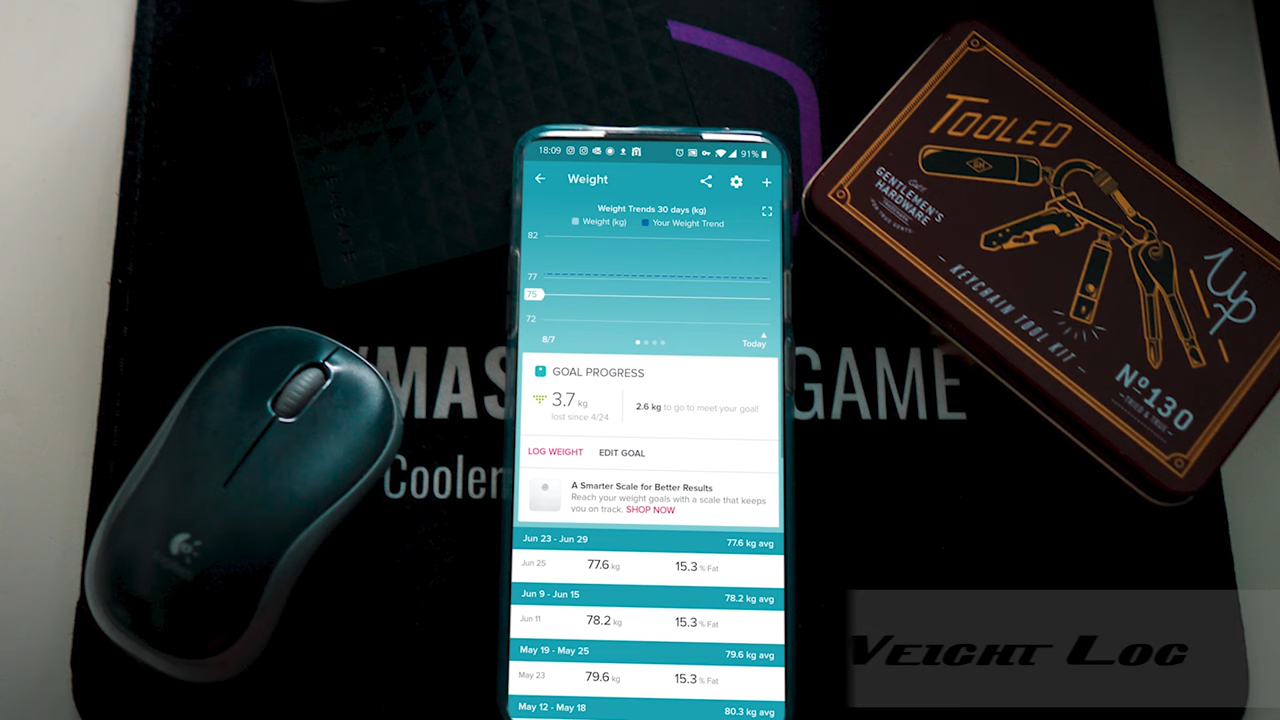 18:09
91%
Weight
Weight Trends 30 days (kg)
Weight (kg) Your Weight Trend
82
77
75
72
8/7 Today
GOAL PROGRESS
3.7 kg
lost since 4/24
2.6 kg to go to meet your goal!
LOG WEIGHT EDIT GOAL
A Smarter Scale for Better Results
Reach your weight goals with a scale that keeps
you on track. SHOP NOW
Jun 23 - Jun 29 77.6 kg avg
Jun 25 77.6 kg 15.3 % Fat
Jun 9 - Jun 15 78.2 kg avg
Jun 11 78.2 kg 15.3 % Fat
May 19 - May 25 79.6 kg avg
May 23 79.6 kg 15.3 % Fat
May 12 - May 18 80.3 kg avg
TOOLED
Up
GENTLEMEN'S
HARDWARE
KEYCHAIN TOOL KIT
Nº130
TRIED & TRUE
GAME
Veight Log